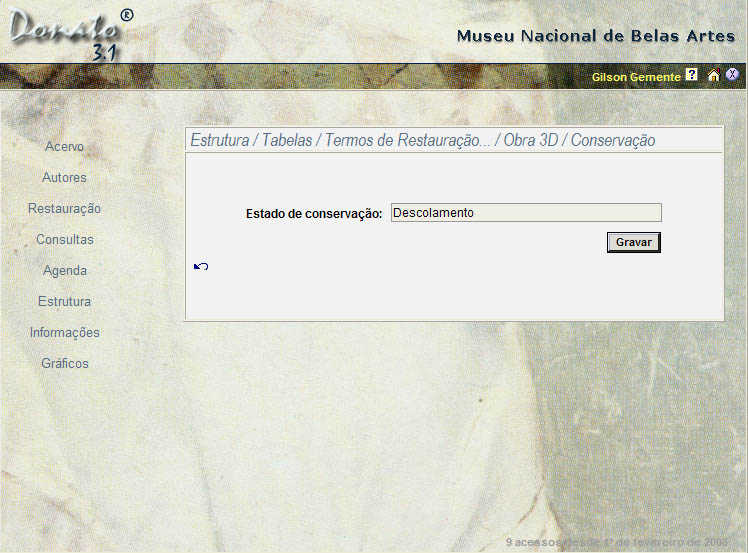 Donato®
3.1
Museu Nacional de Belas Artes
Gilson Gemente ? X
Acervo
Autores
Restauração
Consultas
Agenda
Estrutura
Informações
Gráficos
Estrutura / Tabelas / Termos de Restauração... / Obra 3D / Conservação
Estado de conservação: Descolamento
Gravar
9 acessos desde 1º de fevereiro de 2008